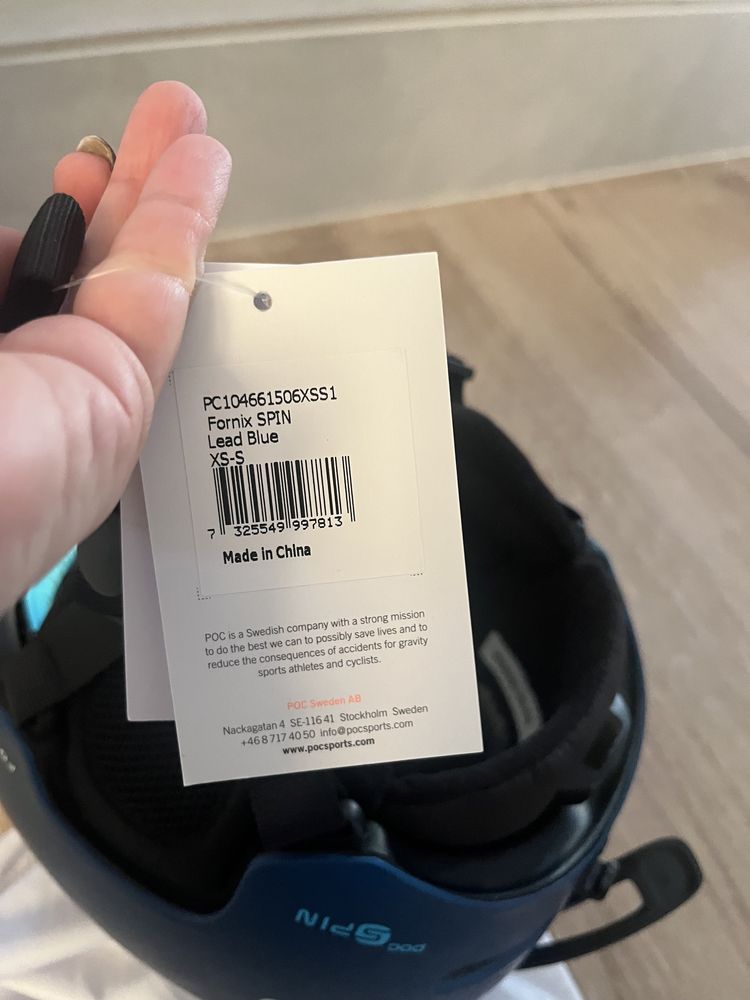 PC104661506XSS1
Fornix SPIN
Lead Blue
XS-S
7 325549 997813
Made in China
POC is a Swedish company with a strong mission
to do the best we can to possibly save lives and to
reduce the consequences of accidents for gravity
sports athletes and cyclists.
POC Sweden AB
Nackagatan 4 SE-116 41 Stockholm Sweden
+46 8 717 40 50 info@pocsports.com
www.pocsports.com
POC SPIN